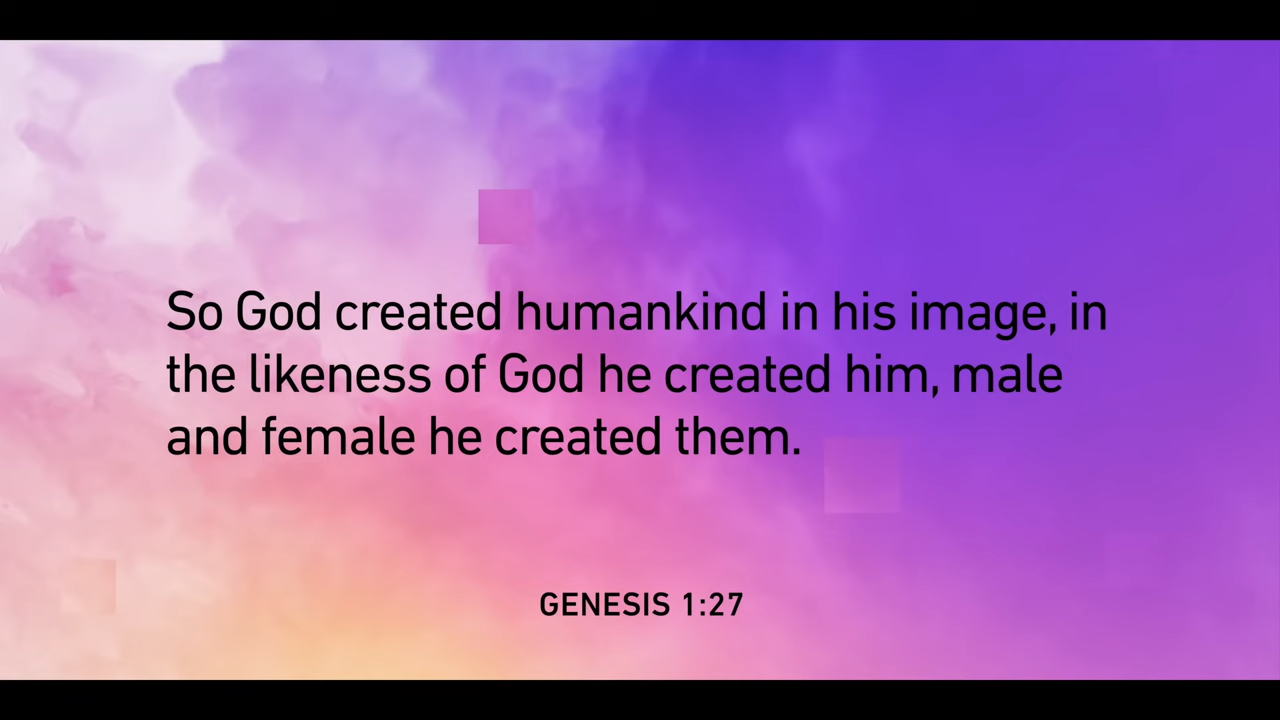 So God created humankind in his image, in
the likeness of God he created him, male
and female he created them.
GENESIS 1:27